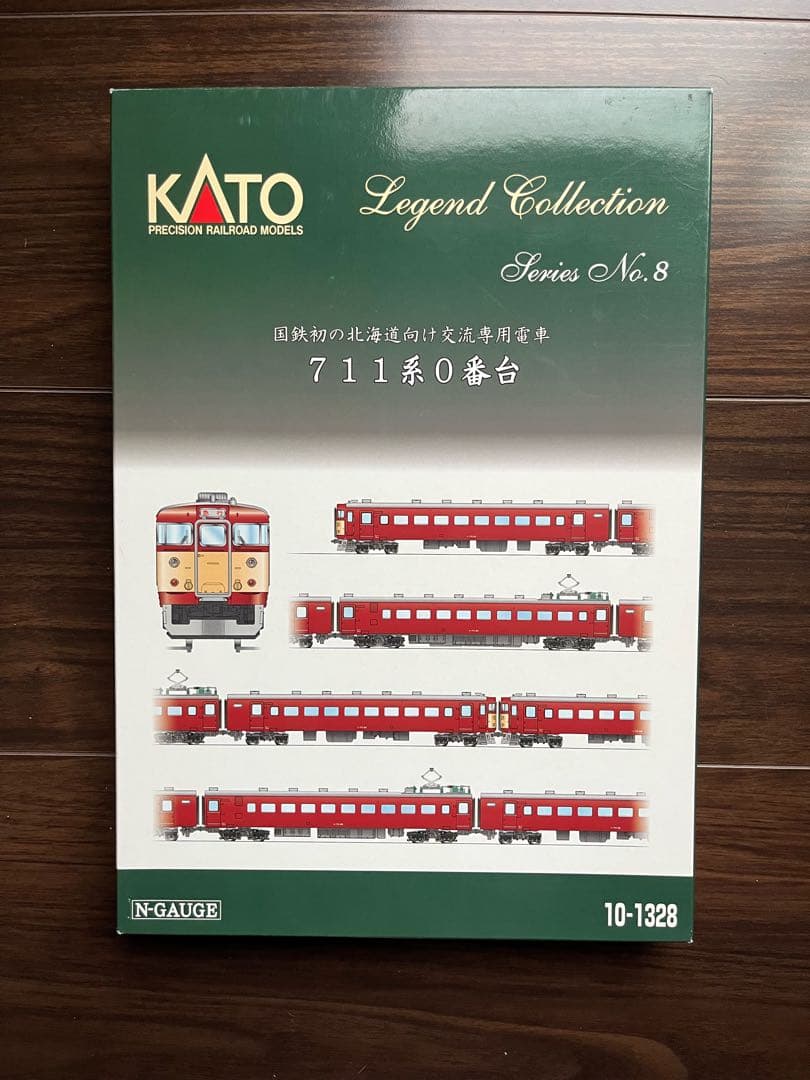 KATO
PRECISION RAILROAD MODELS
Legend Collection
Series No.8
国鉄初の北海道向け交流専用電車
711系0番台
N-GAUGE
10-1328